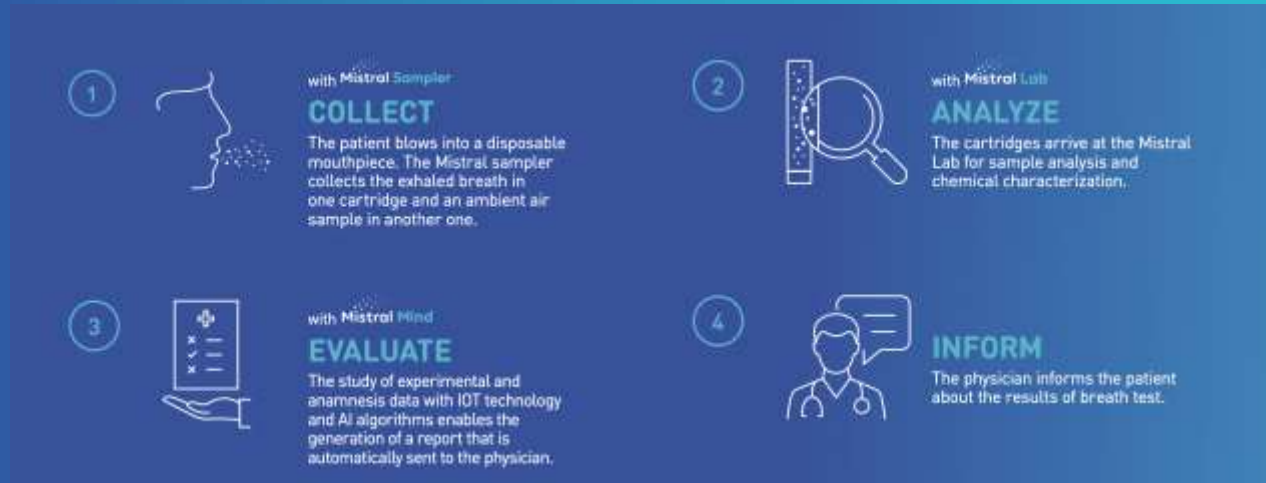 1
with Mistral Sampler
COLLECT
The patient blows into a disposable
mouthpiece. The Mistral sampler
collects the exhaled breath in
one cartridge and an ambient air
sample in another one.
2
with Mistral Lab
ANALYZE
The cartridges arrive at the Mistral
Lab for sample analysis and
chemical characterization.
3
with Mistral Mind
EVALUATE
The study of experimental and
anamnesis data with IOT technology
and AI algorithms enables the
generation of a report that is
automatically sent to the physician.
4
INFORM
The physician informs the patient
about the results of breath test.